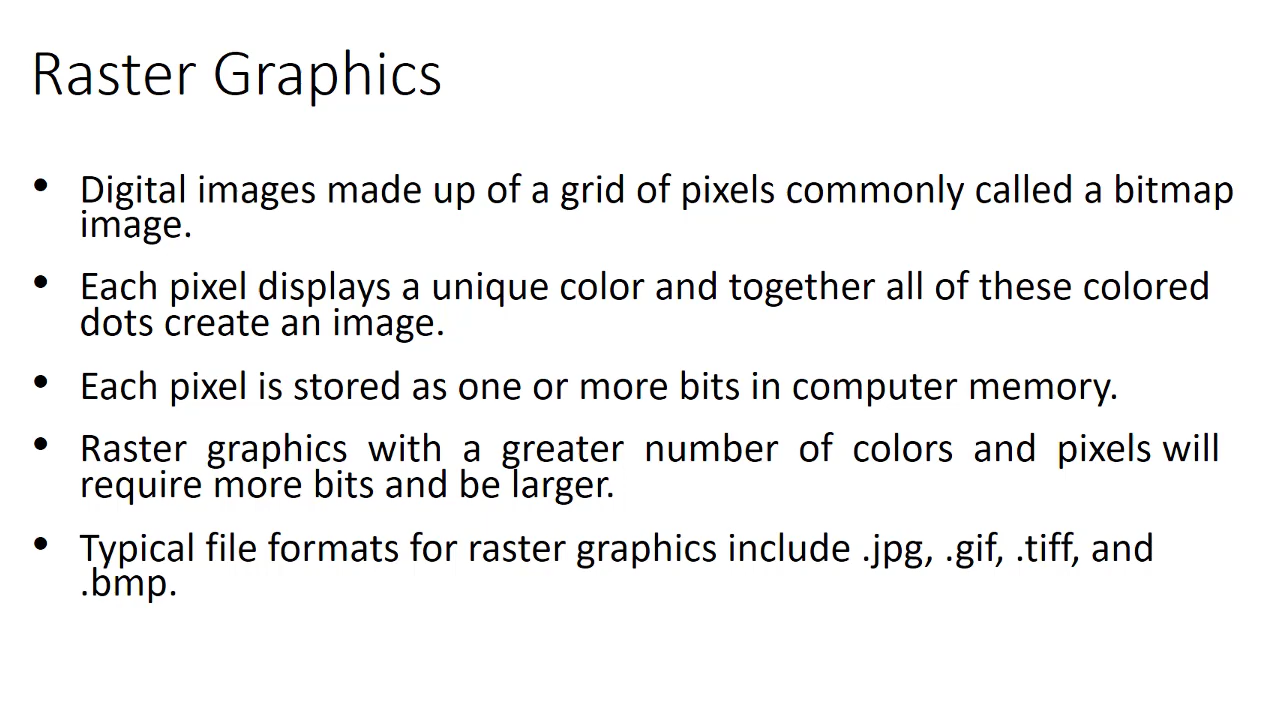 Raster Graphics
• Digital images made up of a grid of pixels commonly called a bitmap
image.
• Each pixel displays a unique color and together all of these colored
dots create an image.
• Each pixel is stored as one or more bits in computer memory.
• Raster graphics with a greater number of colors and pixels will
require more bits and be larger.
• Typical file formats for raster graphics include .jpg, .gif, .tiff, and
.bmp.